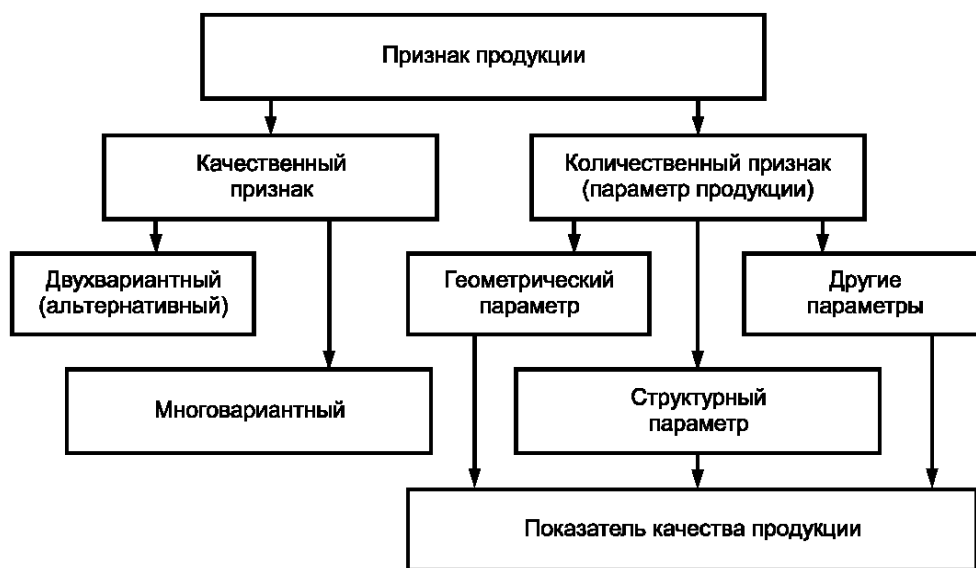 Признак продукции
Качественный
признак
Количественный признак
(параметр продукции)
Двухвариантный
(альтернативный)
Геометрический
параметр
Другие
параметры
Многовариантный
Структурный
параметр
Показатель качества продукции